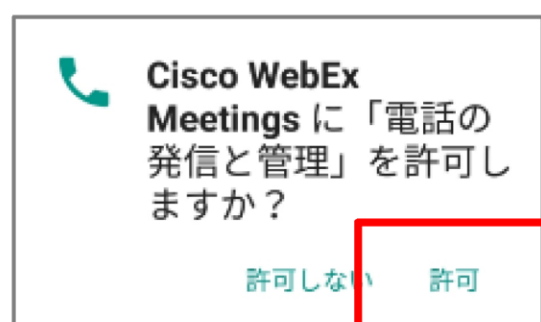 Cisco WebEx
Meetings に「電話の
発信と管理」を許可し
ますか？
許可しない 許可